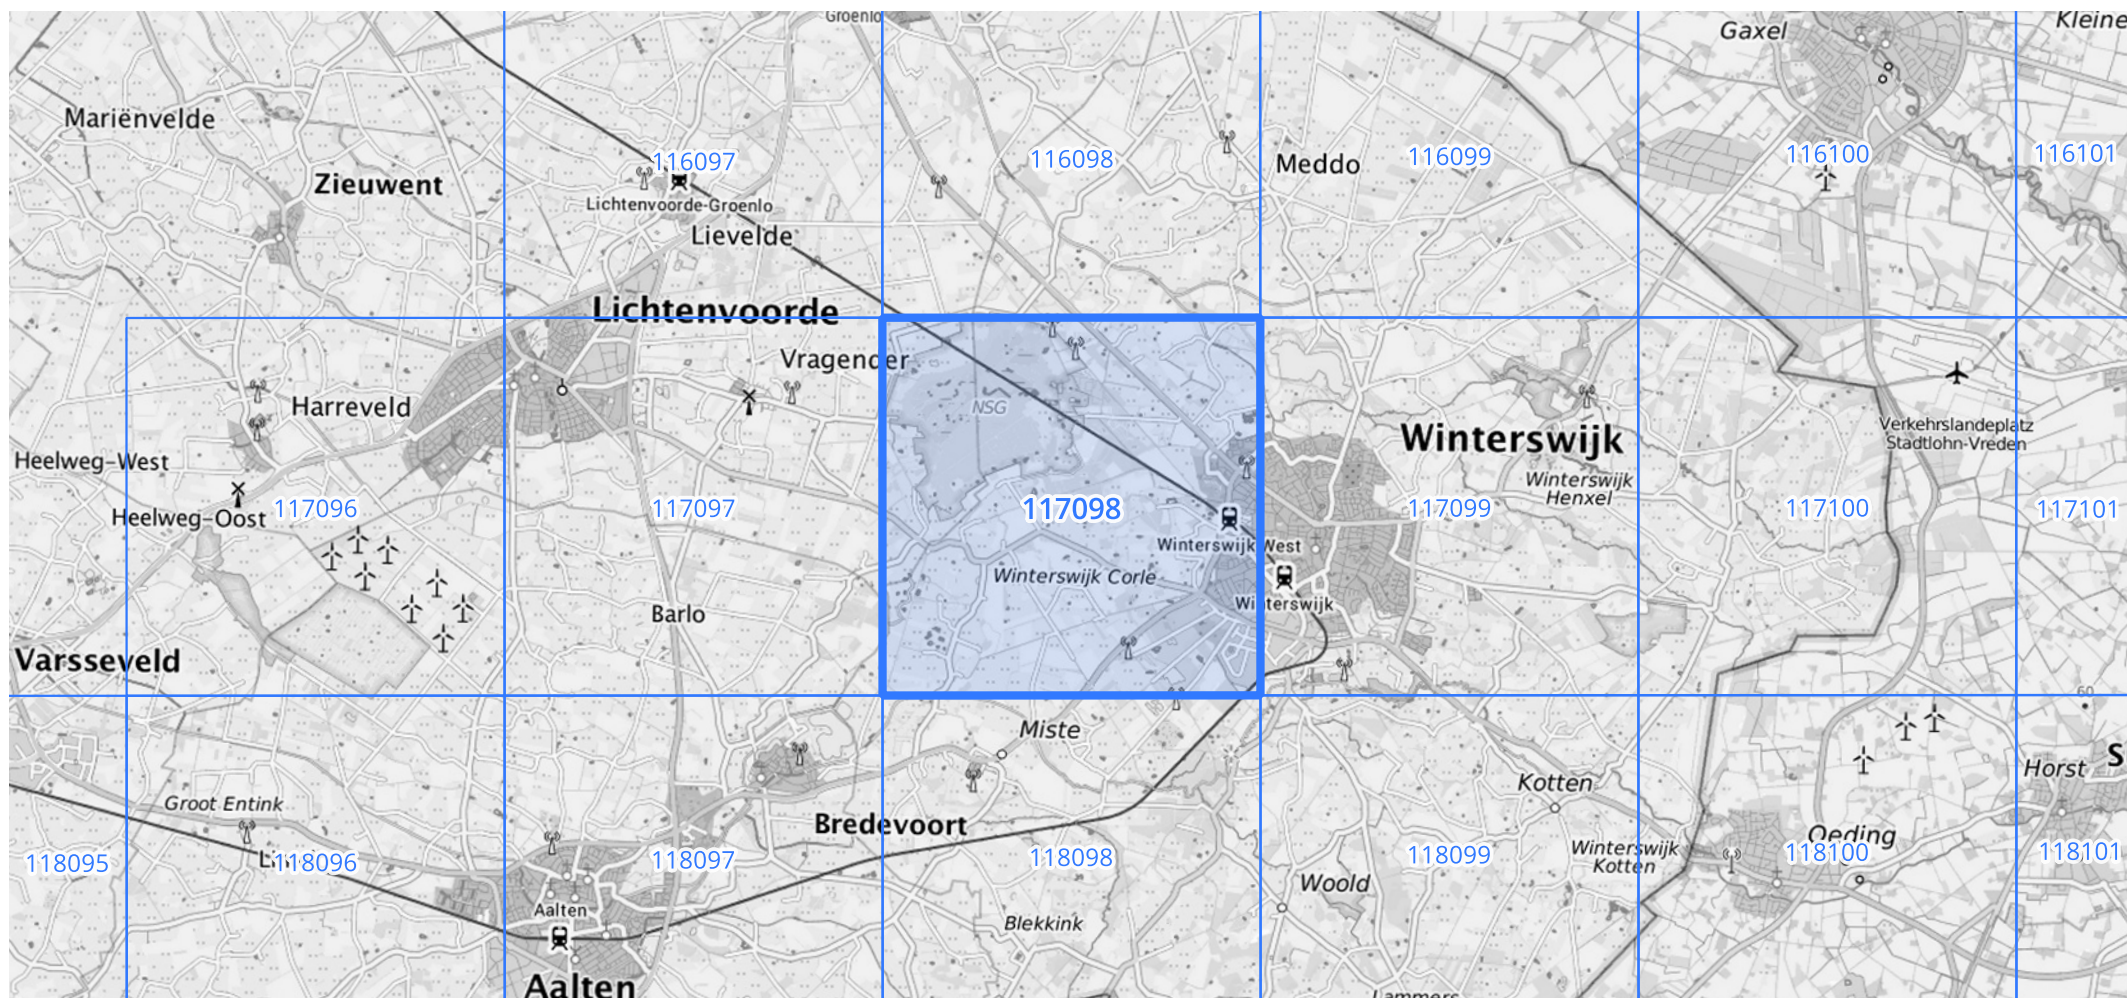 Groenlo
Gaxel
Kleine
Mariënvelde
116097
116098
116099
116100
116101
Meddo
Zieuwent
Lichtenvoorde-Groenlo
Lievelde
Lichtenvoorde
Vragender
Harreveld
NSG
Winterswijk
Verkehrslandeplatz
Stadtlohn-Vreden
Heelweg-West
Winterswijk
Henxel
117096
117097
117098
117099
117100
117101
Heelweg-Oost
Winterswijk West
Winterswijk Corle
Winterswijk
Barlo
Varsseveld
60
Miste
Horst
S
Kotten
Groot Entink
Bredevoort
Oeding
Winterswijk
Kotten
118095
118096
118097
118098
118099
118100
118101
Woold
Aalten
Blekkink
Aalten
Lammers